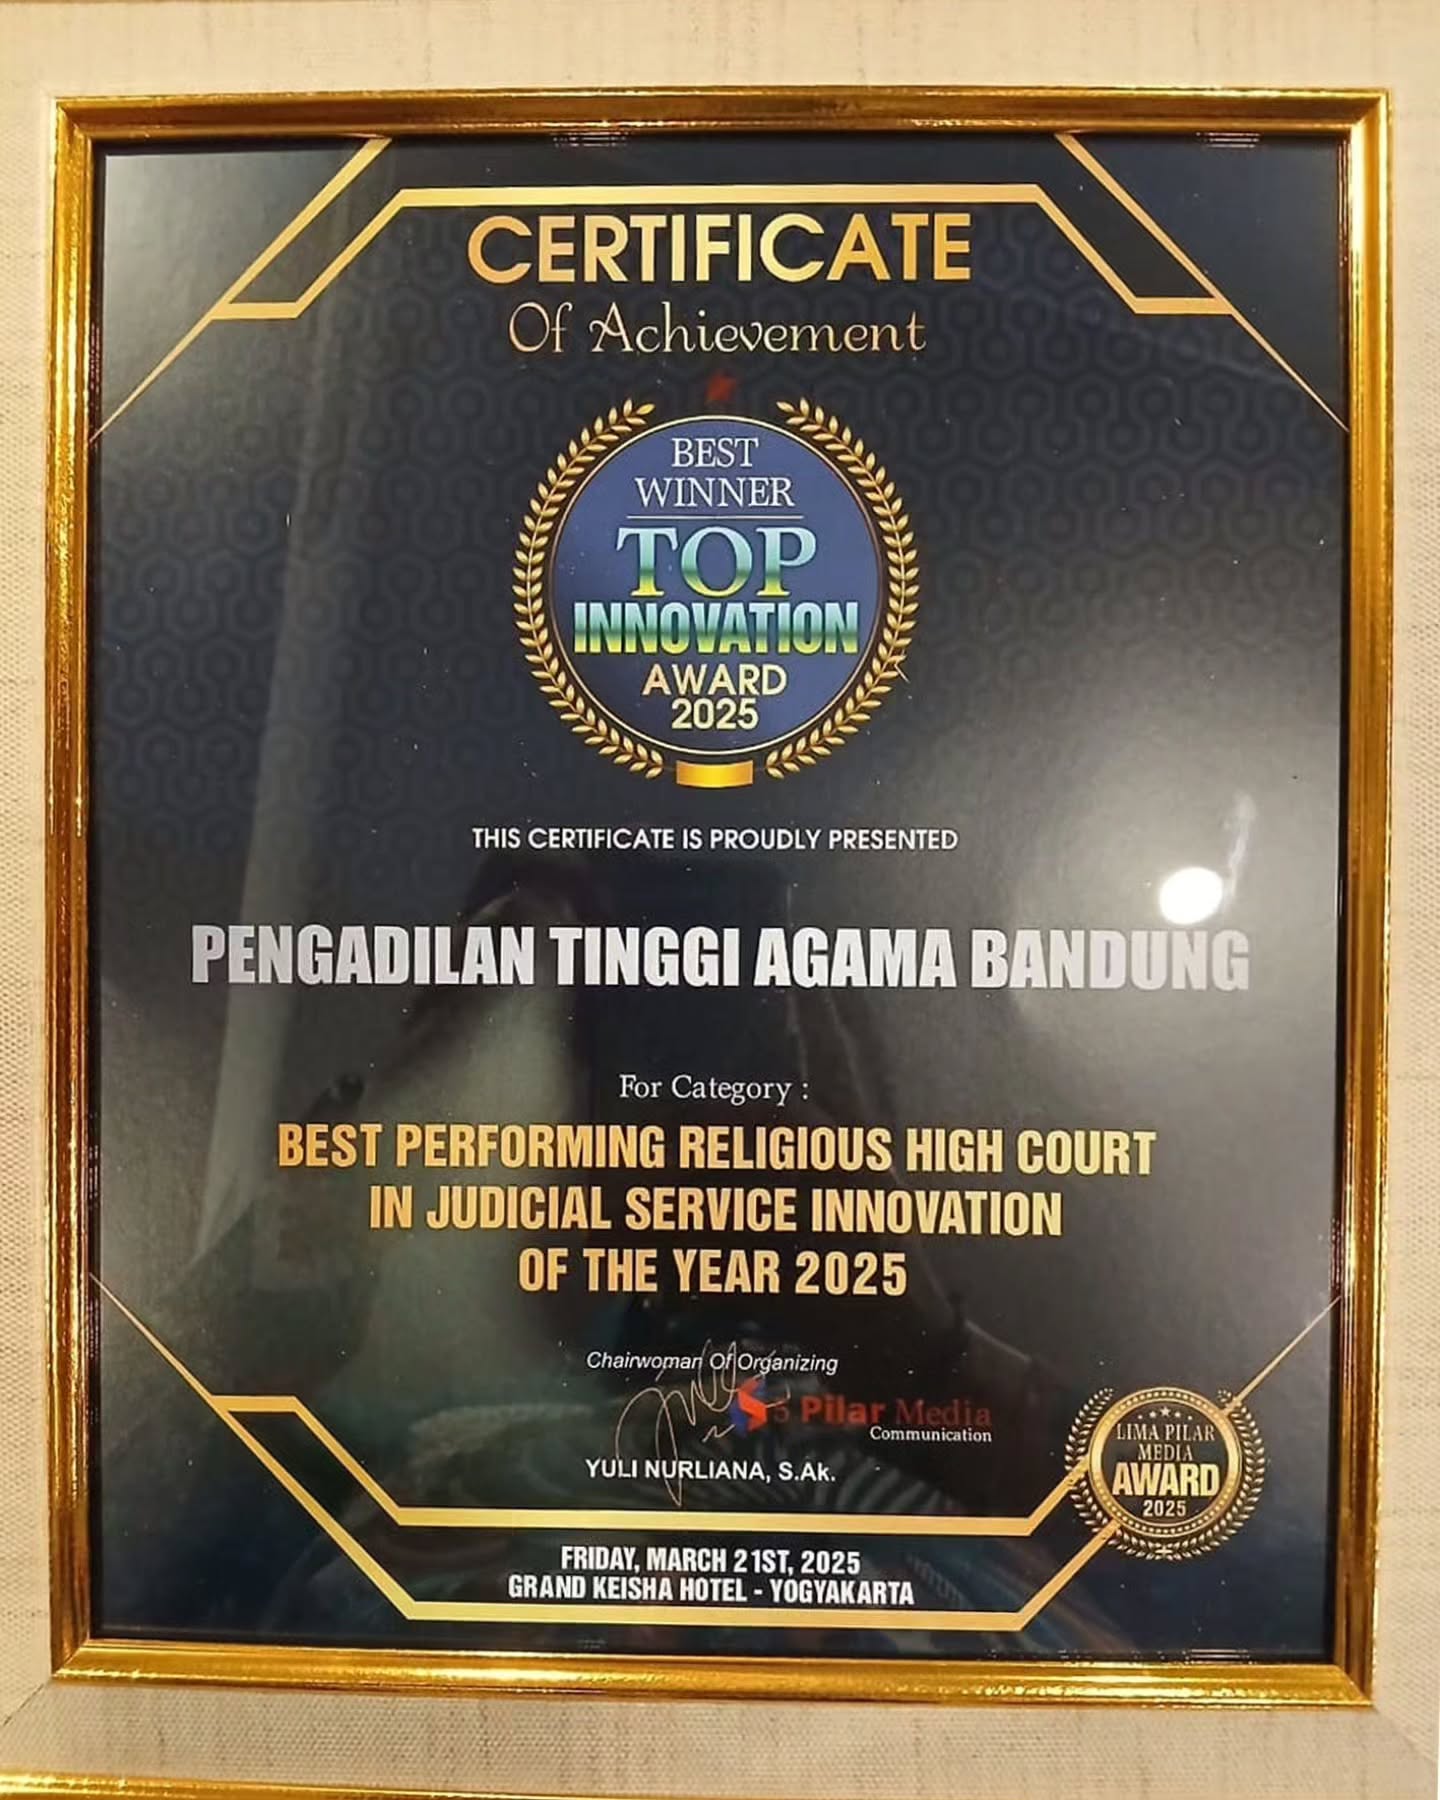 CERTIFICATE
Of Achievement
BEST
WINNER
TOP
INNOVATION
AWARD
2025
THIS CERTIFICATE IS PROUDLY PRESENTED
PENGADILAN TINGGI AGAMA BANDUNG
For Category :
BEST PERFORMING RELIGIOUS HIGH COURT
IN JUDICIAL SERVICE INNOVATION
OF THE YEAR 2025
Chairwoman Of Organizing
5 Pilar Media
Communication
YULI NURLIANA, S.Ak.
LIMA PILAR
MEDIA
AWARD
2025
FRIDAY, MARCH 21ST, 2025
GRAND KEISHA HOTEL - YOGYAKARTA